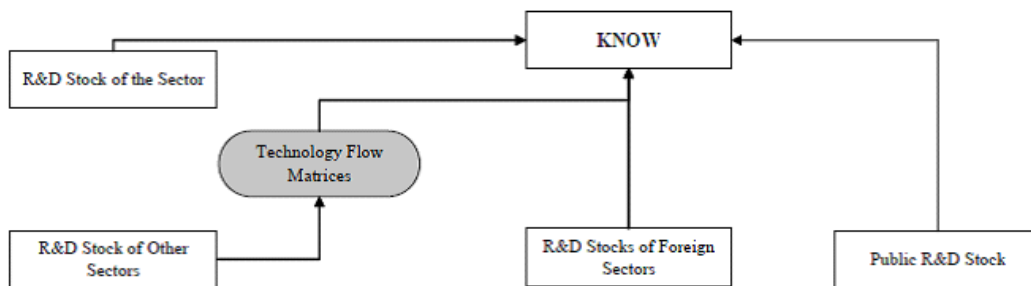 KNOW
R&D Stock of the Sector
Technology Flow
Matrices
R&D Stock of Other
Sectors
R&D Stocks of Foreign
Sectors
Public R&D Stock